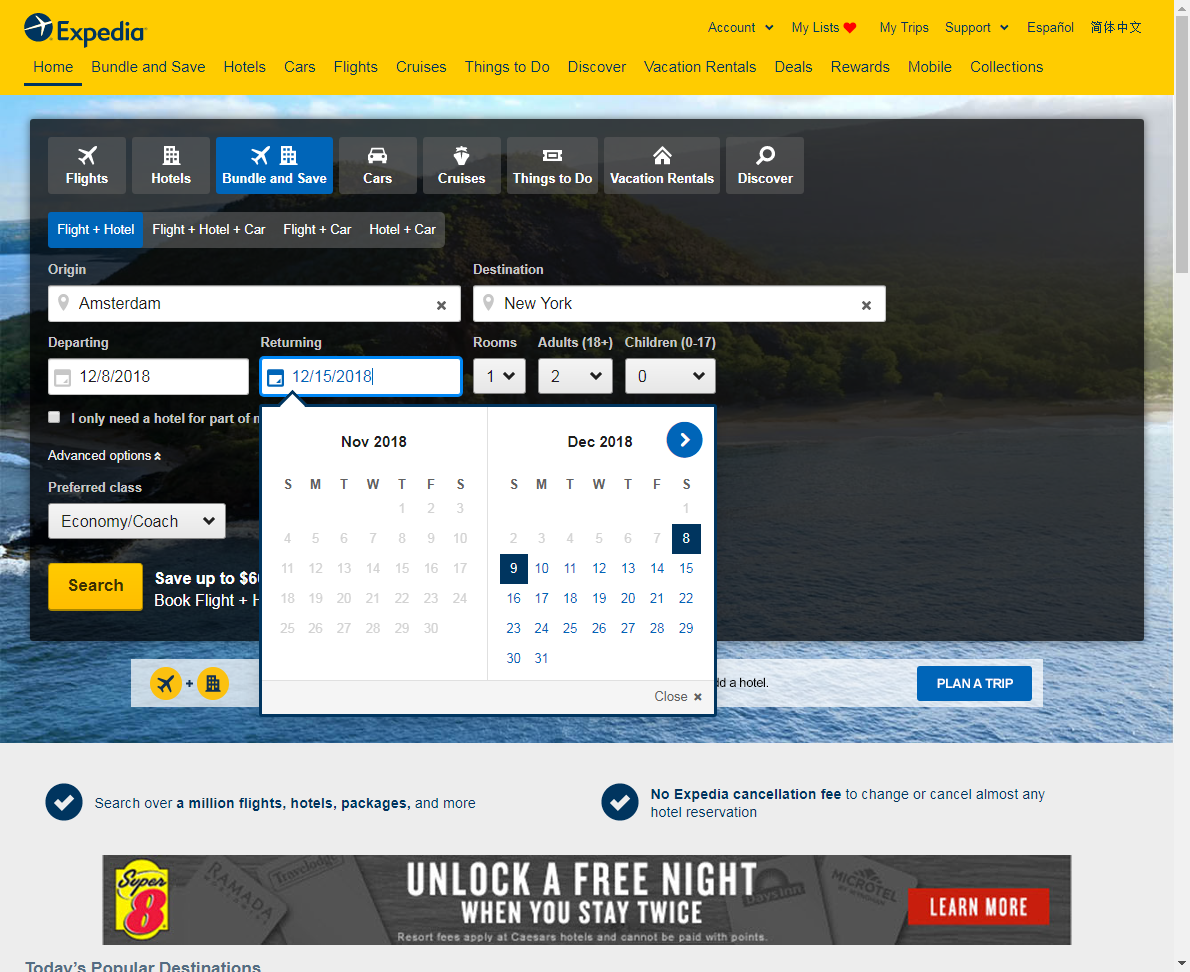 Expedia
Account My Lists My Trips Support Español 简体中文
Home Bundle and Save Hotels Cars Flights Cruises Things to Do Discover Vacation Rentals Deals Rewards Mobile Collections
Flights Hotels Bundle and Save Cars Cruises Things to Do Vacation Rentals Discover
Flight + Hotel Flight + Hotel + Car Flight + Car Hotel + Car
Origin Destination
Amsterdam New York
Departing Returning Rooms Adults (18+) Children (0-17)
12/8/2018 12/15/2018 1 2 0
I only need a hotel for part of
Advanced options
Preferred class
Economy/Coach
Search
Save up to $
Book Flight +
Nov 2018
S M T W T F S
1 2 3
4 5 6 7 8 9 10
11 12 13 14 15 16 17
18 19 20 21 22 23 24
25 26 27 28 29 30
Dec 2018
S M T W T F S
1
2 3 4 5 6 7 8
9 10 11 12 13 14 15
16 17 18 19 20 21 22
23 24 25 26 27 28 29
30 31
Close
+ a hotel. PLAN A TRIP
Search over a million flights, hotels, packages, and more
No Expedia cancellation fee to change or cancel almost any
hotel reservation
Super
8
RAMADA
Travelodge
UNLOCK A FREE NIGHT
WHEN YOU STAY TWICE
Resort fees apply at Caesars hotels and cannot be paid with points.
Days Inn
MICROTEL
LEARN MORE
Today's Popular Destinations